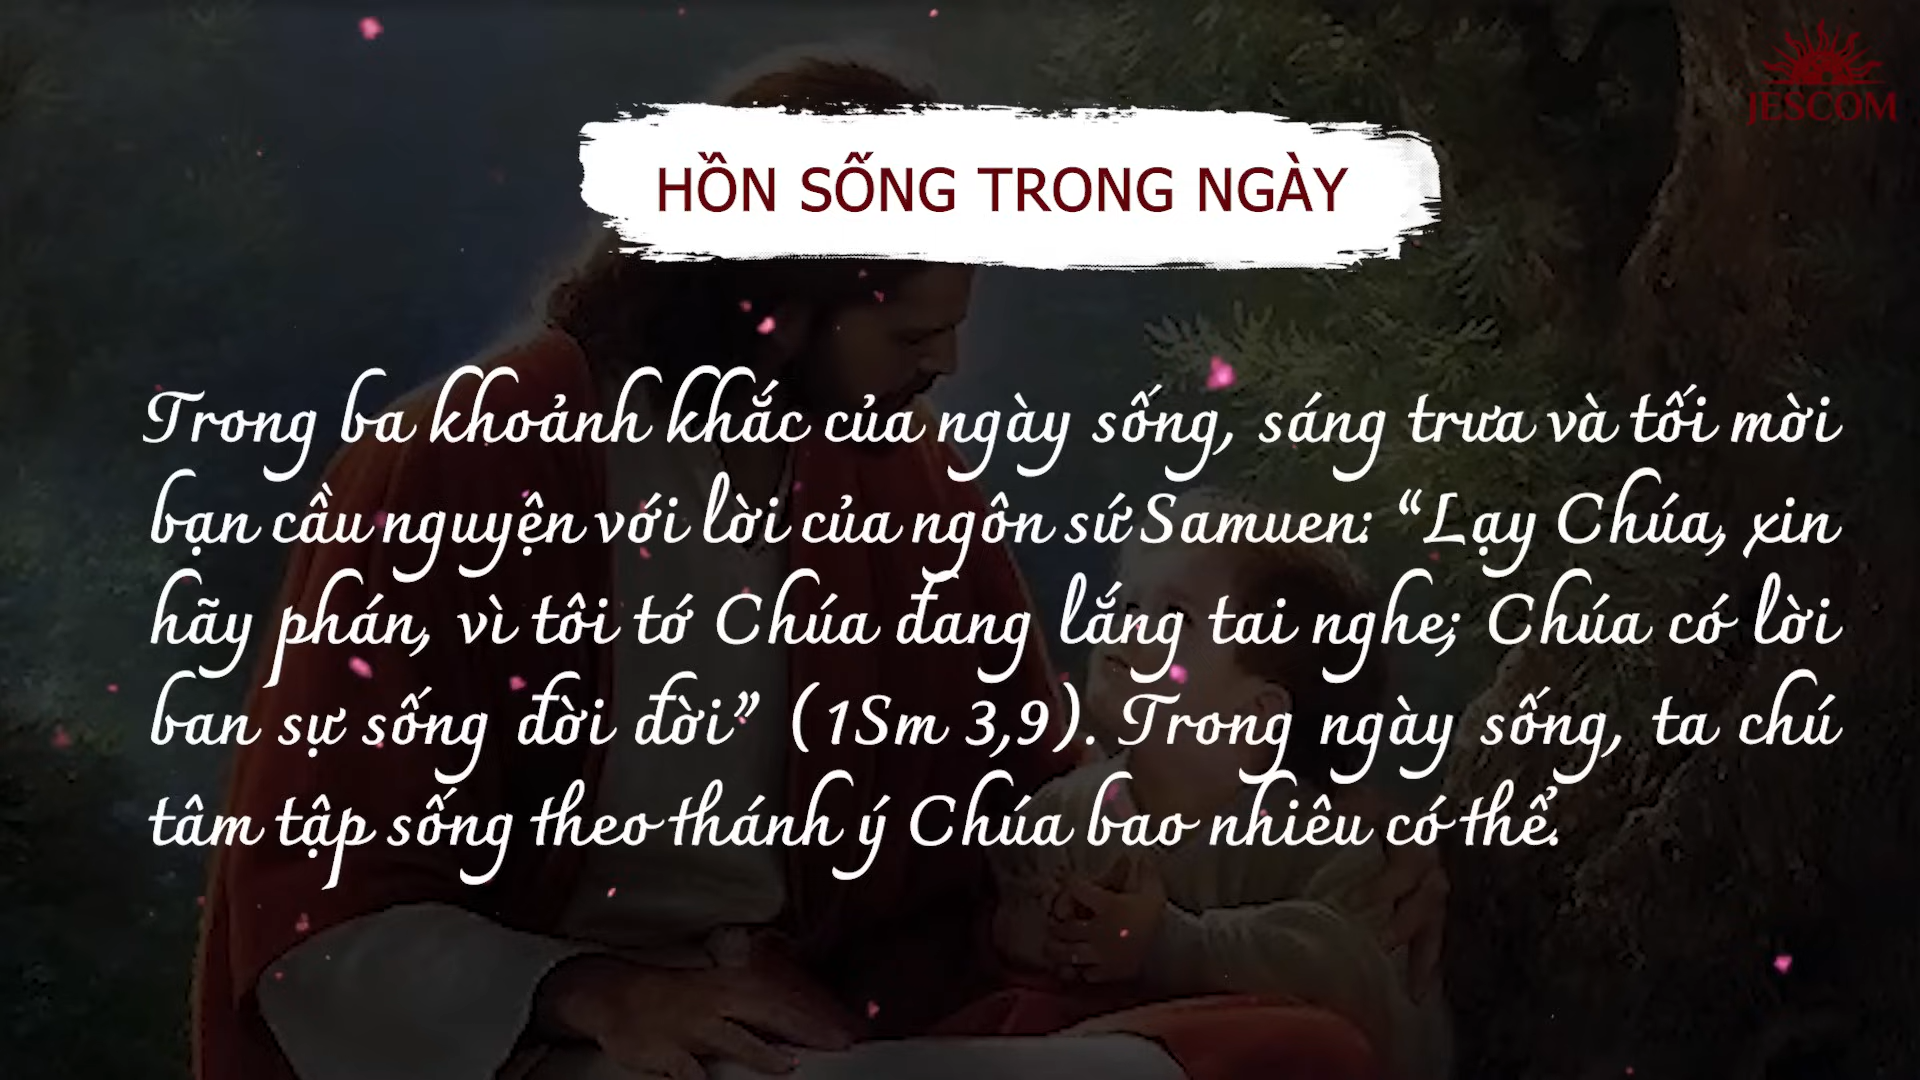 JESCOM
HỒN SỐNG TRONG NGÀY
Trong ba khoảnh khắc của ngày sống, sáng trưa và tối mời
bạn cầu nguyện với lời của ngôn sứ Samuen: “Lạy Chúa, xin
hãy phán, vì tôi tớ Chúa đang lắng tai nghe; Chúa có lời
ban sự sống đời đời” (1Sm 3,9). Trong ngày sống, ta chú
tâm tập sống theo thánh ý Chúa bao nhiêu có thể.